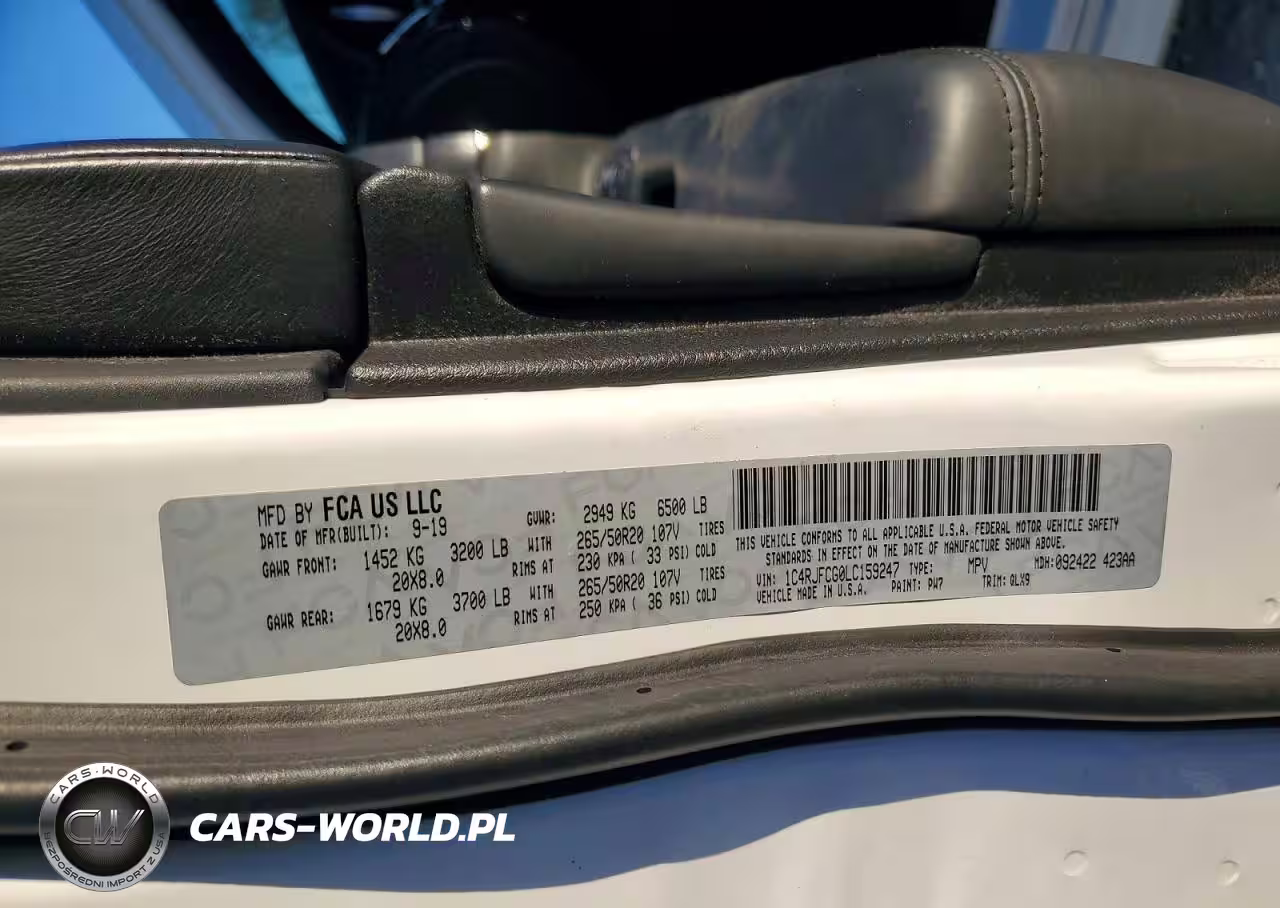 MFD BY FCA US LLC
DATE OF MFR(BUILT): 9-19
GVWR: 2949 KG 6500 LB
GAWR FRONT: 1452 KG 3200 LB WITH 265/50R20 107V TIRES
20X8.0 RIMS AT 230 KPA ( 33 PSI) COLD
GAWR REAR: 1679 KG 3700 LB WITH 265/50R20 107V TIRES
20X8.0 RIMS AT 250 KPA ( 36 PSI) COLD
THIS VEHICLE CONFORMS TO ALL APPLICABLE U.S.A. FEDERAL MOTOR VEHICLE SAFETY
STANDARDS IN EFFECT ON THE DATE OF MANUFACTURE SHOWN ABOVE.
VIN: 1C4RJFCG0LC159247 TYPE: MPV MDH:092422 423AA
VEHICLE MADE IN U.S.A. PAINT: PW7 TRIM: QLX9
CARS-WORLD
CW
BEZPOŚREDNI IMPORT Z USA
CARS-WORLD.PL